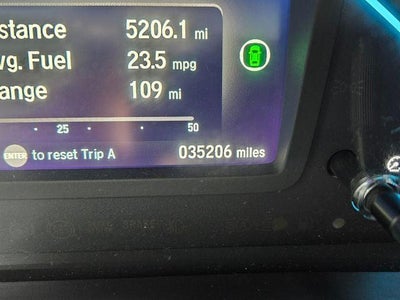 stance 5206.1 mi
vg. Fuel 23.5 mpg
ange 109 mi
25 50
ENTER to reset Trip A 035206 miles